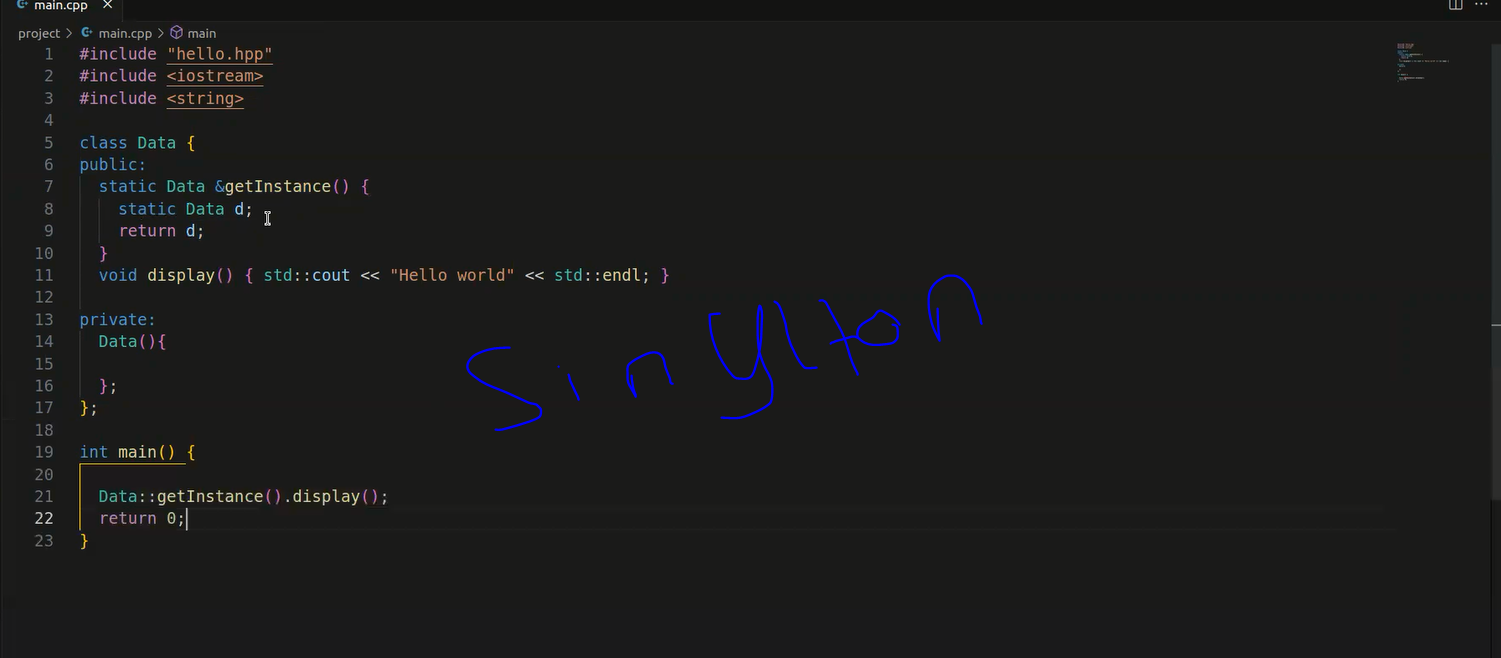 main.cpp ×
project > main.cpp > main
1 #include "hello.hpp"
2 #include <iostream>
3 #include <string>
4
5 class Data {
6 public:
7 static Data &getInstance() {
8 static Data d;
9 return d;
10 }
11 void display() { std::cout << "Hello world" << std::endl; }
12
13 private:
14 Data(){
15
16 };
17 };
18
19 int main() {
20
21 Data::getInstance().display();
22 return 0;
23 }
Singlton